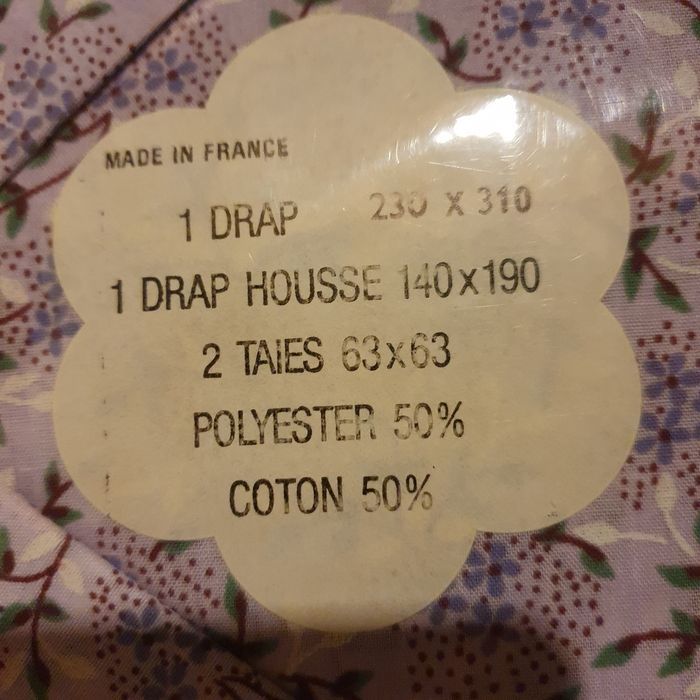 MADE IN FRANCE
1 DRAP 230 X 310
1 DRAP HOUSSE 140x190
2 TAIES 63x63
POLYESTER 50%
COTON 50%